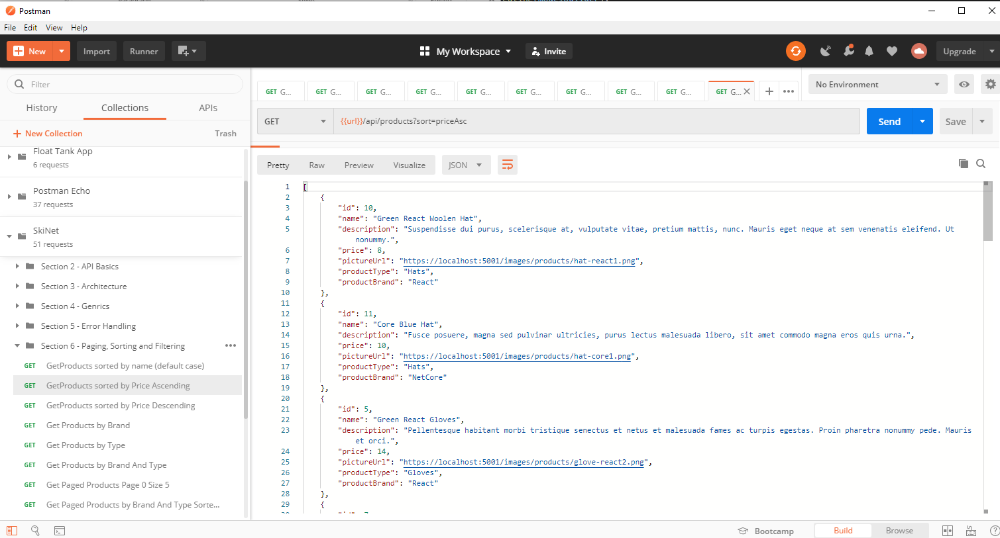 Postman
File Edit View Help
New Import Runner My Workspace Invite Upgrade
Filter
History Collections APIs
New Collection Trash
Float Tank App
6 requests
Postman Echo
37 requests
SkiNet
51 requests
Section 2 - API Basics
Section 3 - Architecture
Section 4 - Genrics
Section 5 - Error Handling
Section 6 - Paging, Sorting and Filtering
GET GetProducts sorted by name (default case)
GET GetProducts sorted by Price Ascending
GET GetProducts sorted by Price Descending
GET Get Products by Brand
GET Get Products by Type
GET Get Products by Brand And Type
GET Get Paged Products Page 0 Size 5
GET Get Paged Products by Brand And Type Sorte...
GET G... GET G... GET G... GET G... GET G... GET G... GET G... GET G... GET G... GET G...
No Environment
GET {{url}}/api/products?sort=priceAsc Send Save
Pretty Raw Preview Visualize JSON
1 [
2 {
3 "id": 10,
4 "name": "Green React Woolen Hat",
5 "description": "Suspendisse dui purus, scelerisque at, vulputate vitae, pretium mattis, nunc. Mauris eget neque at sem venenatis eleifend. Ut
nonummy.",
6 "price": 8,
7 "pictureUrl": "https://localhost:5001/images/products/hat-react1.png",
8 "productType": "Hats",
9 "productBrand": "React"
10 },
11 {
12 "id": 11,
13 "name": "Core Blue Hat",
14 "description": "Fusce posuere, magna sed pulvinar ultricies, purus lectus malesuada libero, sit amet commodo magna eros quis urna.",
15 "price": 10,
16 "pictureUrl": "https://localhost:5001/images/products/hat-core1.png",
17 "productType": "Hats",
18 "productBrand": "NetCore"
19 },
20 {
21 "id": 5,
22 "name": "Green React Gloves",
23 "description": "Pellentesque habitant morbi tristique senectus et netus et malesuada fames ac turpis egestas. Proin pharetra nonummy pede. Mauris
et orci.",
24 "price": 14,
25 "pictureUrl": "https://localhost:5001/images/products/glove-react2.png",
26 "productType": "Gloves",
27 "productBrand": "React"
28 },
29 {
Bootcamp Build Browse